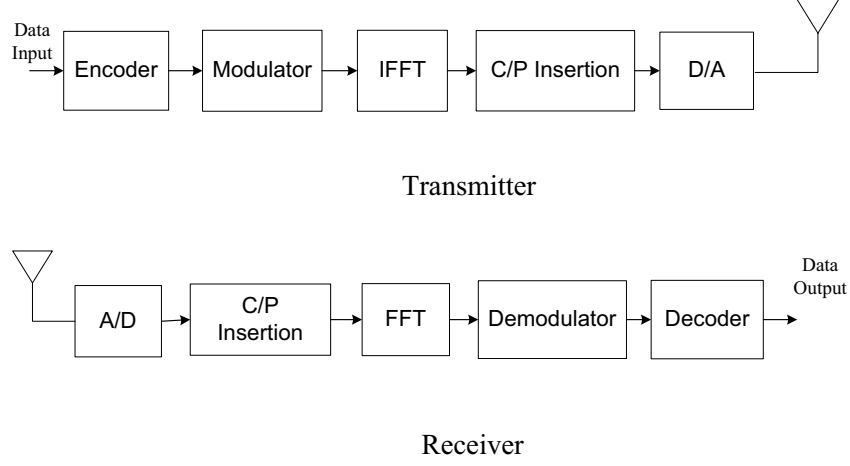 Data
Input
Encoder
Modulator
IFFT
C/P Insertion
D/A
Transmitter
A/D
C/P
Insertion
FFT
Demodulator
Decoder
Data
Output
Receiver